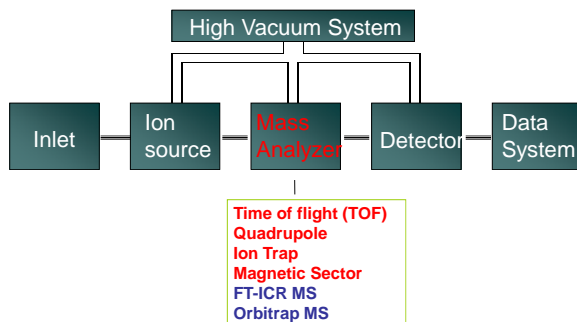 High Vacuum System
Inlet
Ion
source
Mass
Analyzer
Detector
Data
System
Time of flight (TOF)
Quadrupole
Ion Trap
Magnetic Sector
FT-ICR MS
Orbitrap MS